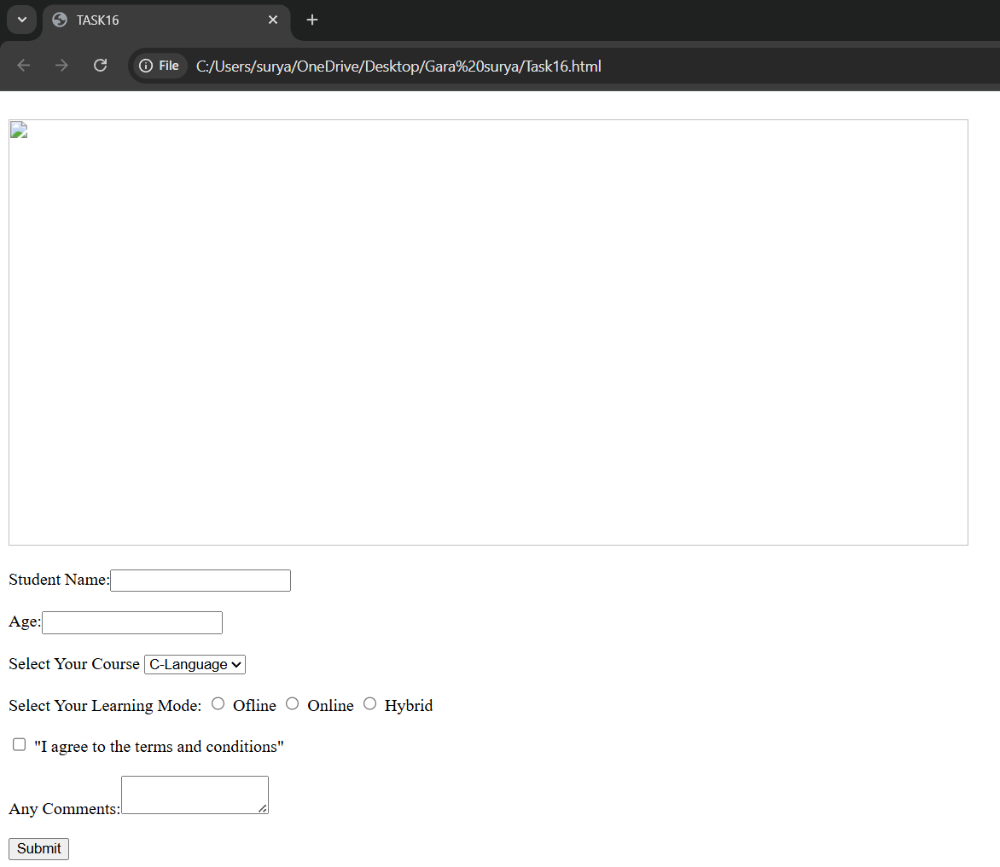 TASK16
File C:/Users/surya/OneDrive/Desktop/Gara%20surya/Task16.html
Student Name:
Age:
Select Your Course C-Language
Select Your Learning Mode: Ofline Online Hybrid
"I agree to the terms and conditions"
Any Comments:
Submit